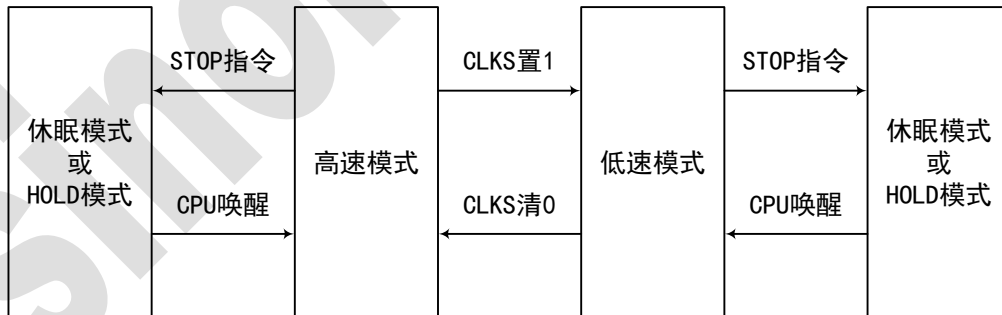 STOP指令
CLKS置1
STOP指令
休眠模式
或
HOLD模式
高速模式
低速模式
休眠模式
或
HOLD模式
CPU唤醒
CLKS清0
CPU唤醒